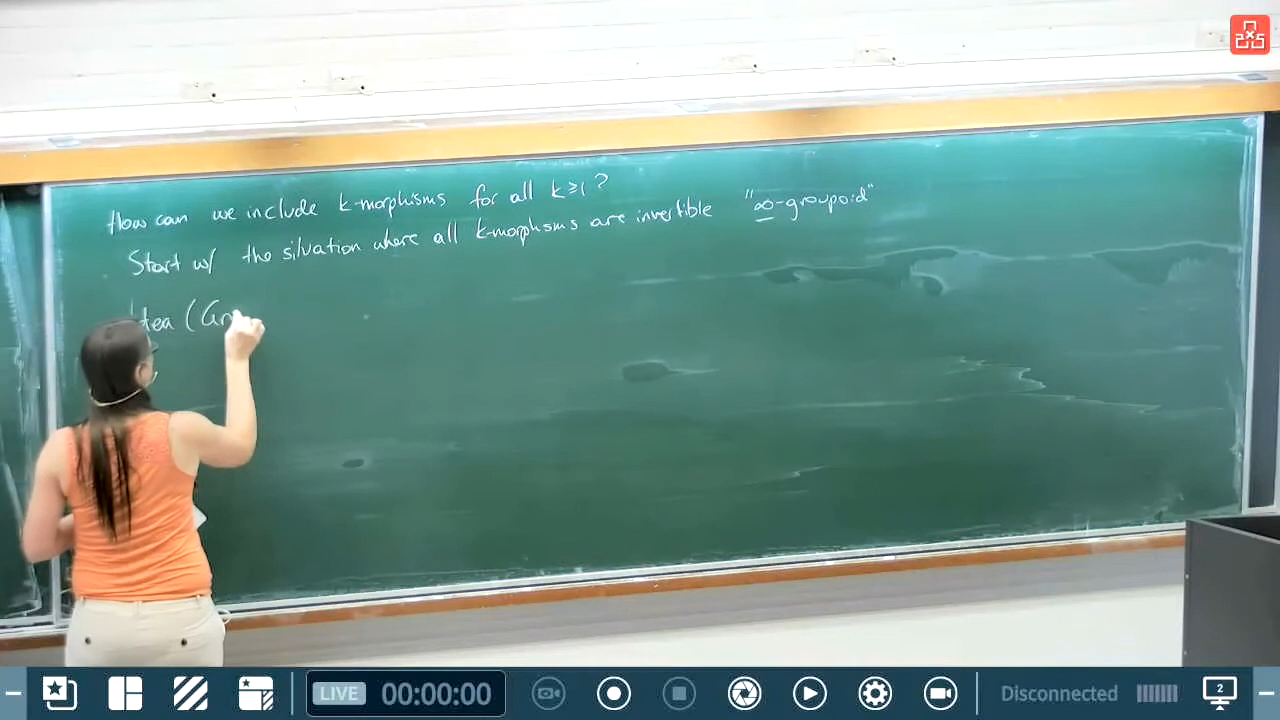 How can we include k-morphisms for all k≥1?
Start w/ the situation where all k-morphisms are invertible "∞-groupoid"
Idea (Gr
LIVE 00:00:00 Disconnected 2